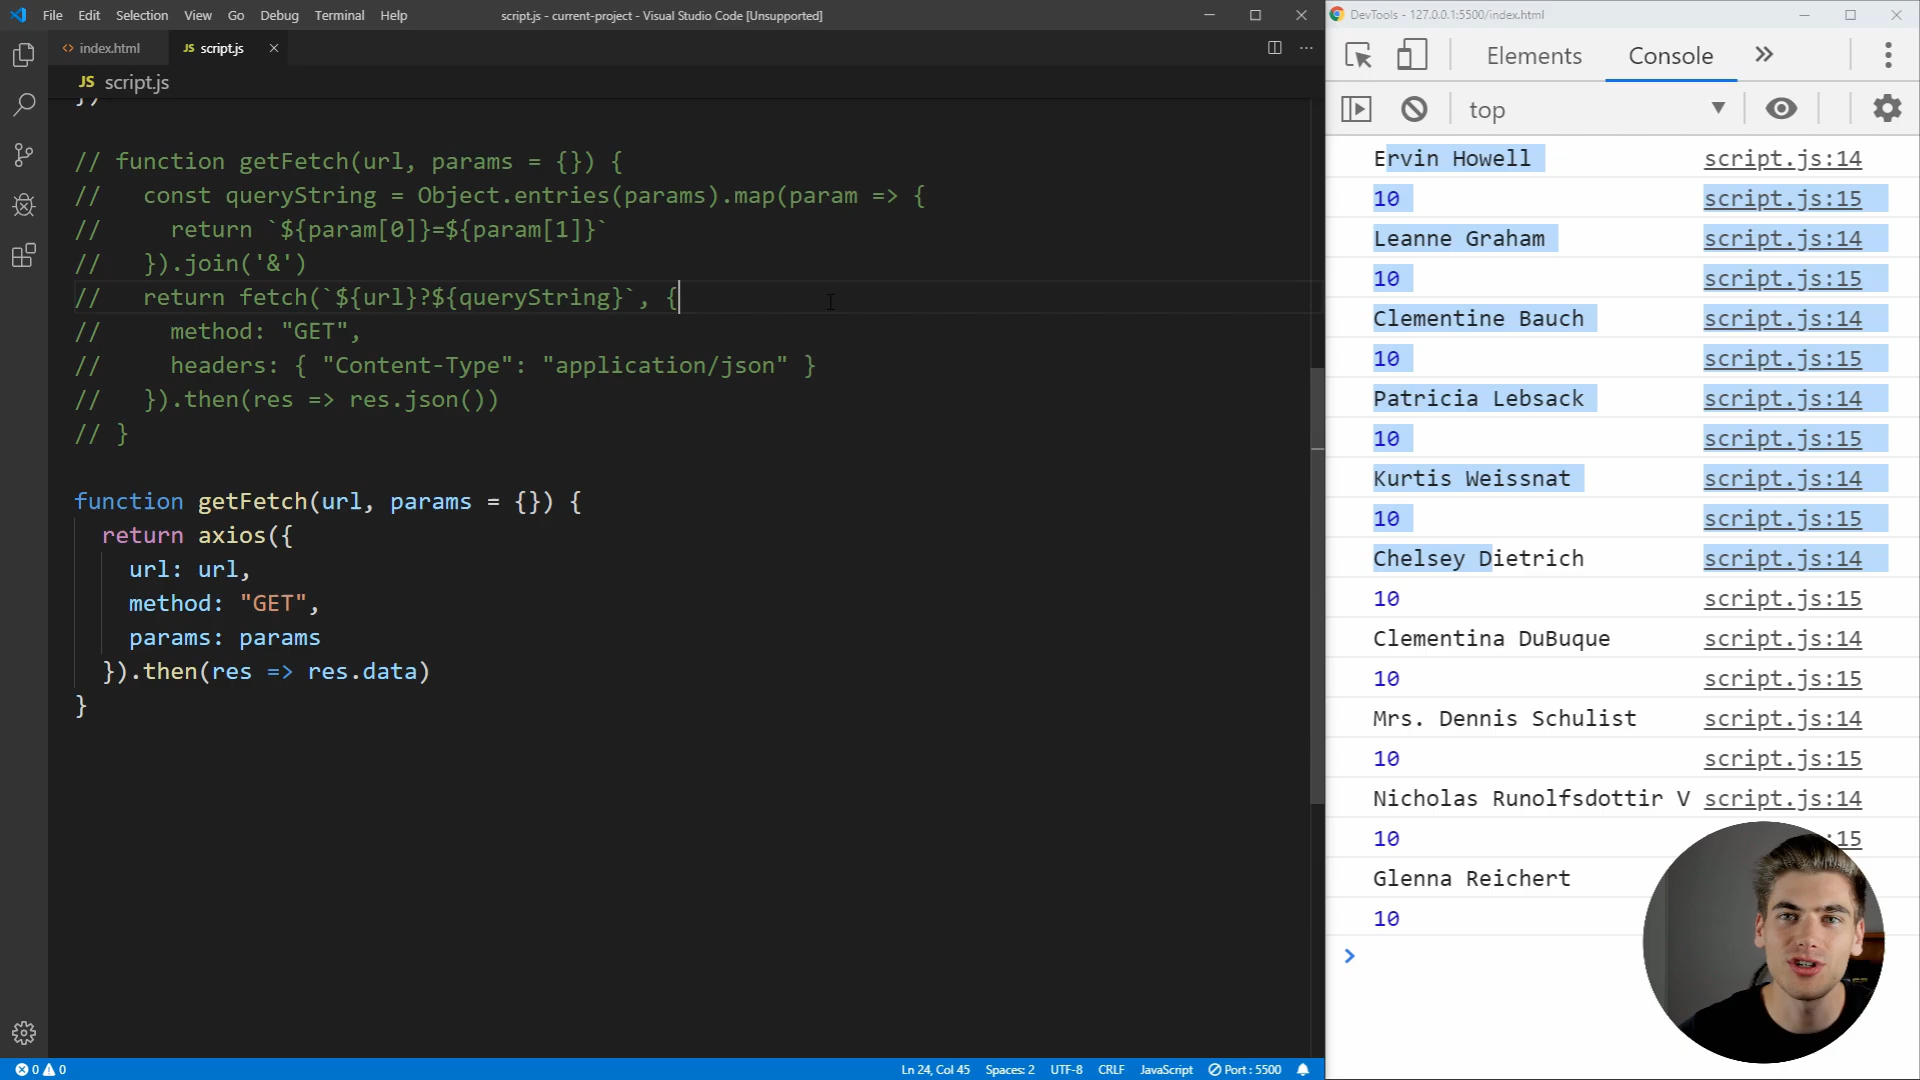 File Edit Selection View Go Debug Terminal Help
script.js - current-project - Visual Studio Code [Unsupported]
index.html
JS script.js
JS script.js
})
// function getFetch(url, params = {}) {
//   const queryString = Object.entries(params).map(param => {
//     return `${param[0]}=${param[1]}`
//   }).join('&')
//   return fetch(`${url}?${queryString}`, {
//     method: "GET",
//     headers: { "Content-Type": "application/json" }
//   }).then(res => res.json())
// }
function getFetch(url, params = {}) {
  return axios({
    url: url,
    method: "GET",
    params: params
  }).then(res => res.data)
}
0 0
Ln 24, Col 45 Spaces: 2 UTF-8 CRLF JavaScript Port : 5500
DevTools - 127.0.0.1:5500/index.html
Elements Console
top
Ervin Howell script.js:14
10 script.js:15
Leanne Graham script.js:14
10 script.js:15
Clementine Bauch script.js:14
10 script.js:15
Patricia Lebsack script.js:14
10 script.js:15
Kurtis Weissnat script.js:14
10 script.js:15
Chelsey Dietrich script.js:14
10 script.js:15
Clementina DuBuque script.js:14
10 script.js:15
Mrs. Dennis Schulist script.js:14
10 script.js:15
Nicholas Runolfsdottir V script.js:14
10 :15
Glenna Reichert
10